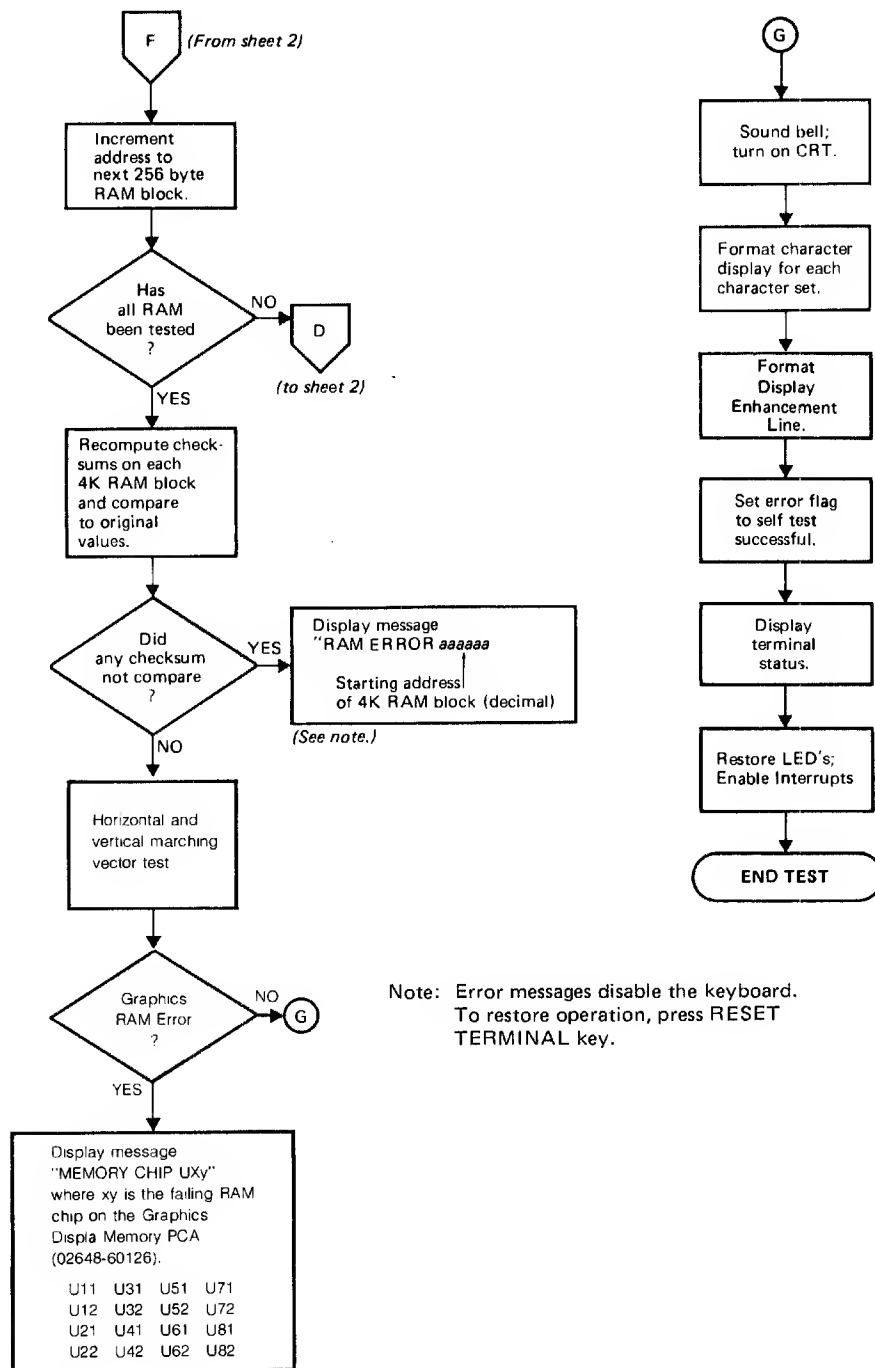 F
(From sheet 2)
Increment
address to
next 256 byte
RAM block.
Has
all RAM
been tested
?
NO
D
(to sheet 2)
YES
Recompute check-
sums on each
4K RAM block
and compare
to original
values.
Did
any checksum
not compare
?
YES
Display message
"RAM ERROR aaaaaa
Starting address
of 4K RAM block (decimal)
(See note.)
NO
Horizontal and
vertical marching
vector test
Graphics
RAM Error
?
NO
G
YES
Display message
"MEMORY CHIP UXy"
where xy is the failing RAM
chip on the Graphics
Displa Memory PCA
(02648-60126).
U11 U31 U51 U71
U12 U32 U52 U72
U21 U41 U61 U81
U22 U42 U62 U82
G
Sound bell;
turn on CRT.
Format character
display for each
character set.
Format
Display
Enhancement
Line.
Set error flag
to self test
successful.
Display
terminal
status.
Restore LED's;
Enable Interrupts
END TEST
Note: Error messages disable the keyboard.
To restore operation, press RESET
TERMINAL key.